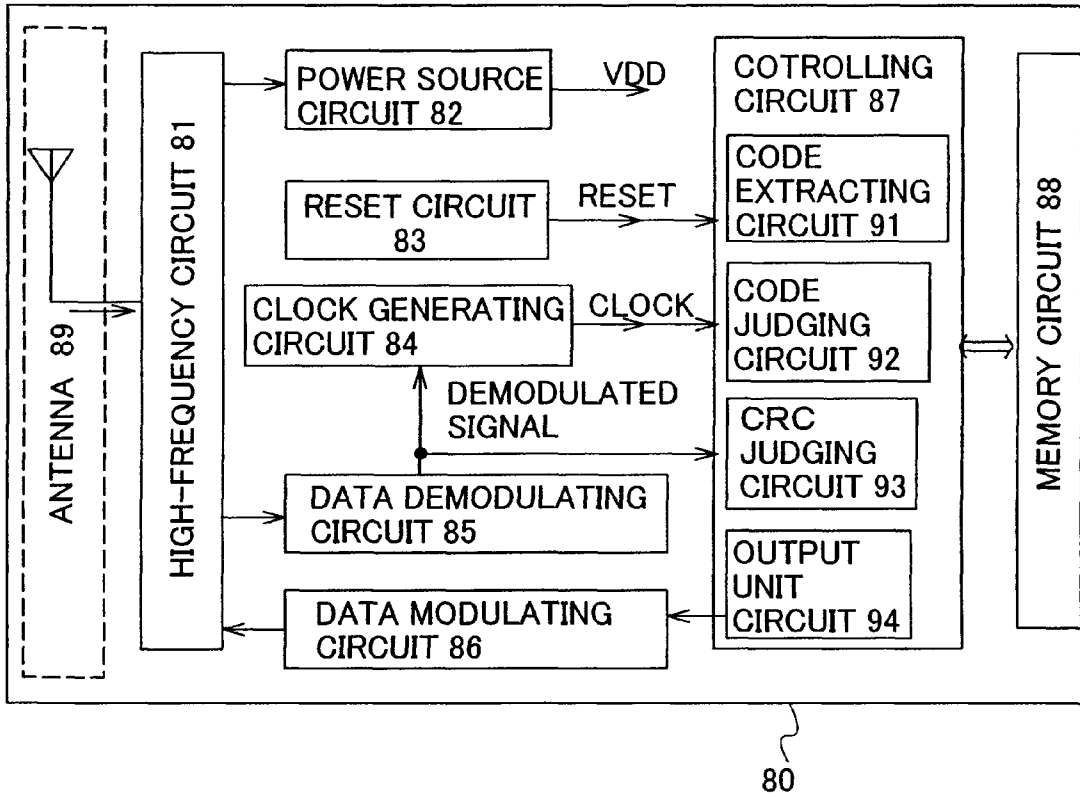 ANTENNA 89
HIGH-FREQUENCY CIRCUIT 81
POWER SOURCE
CIRCUIT 82
VDD
RESET CIRCUIT
83
RESET
CLOCK GENERATING
CIRCUIT 84
CLOCK
DEMODULATED
SIGNAL
DATA DEMODULATING
CIRCUIT 85
DATA MODULATING
CIRCUIT 86
COTROLLING
CIRCUIT 87
CODE
EXTRACTING
CIRCUIT 91
CODE
JUDGING
CIRCUIT 92
CRC
JUDGING
CIRCUIT 93
OUTPUT
UNIT
CIRCUIT 94
MEMORY CIRCUIT 88
80